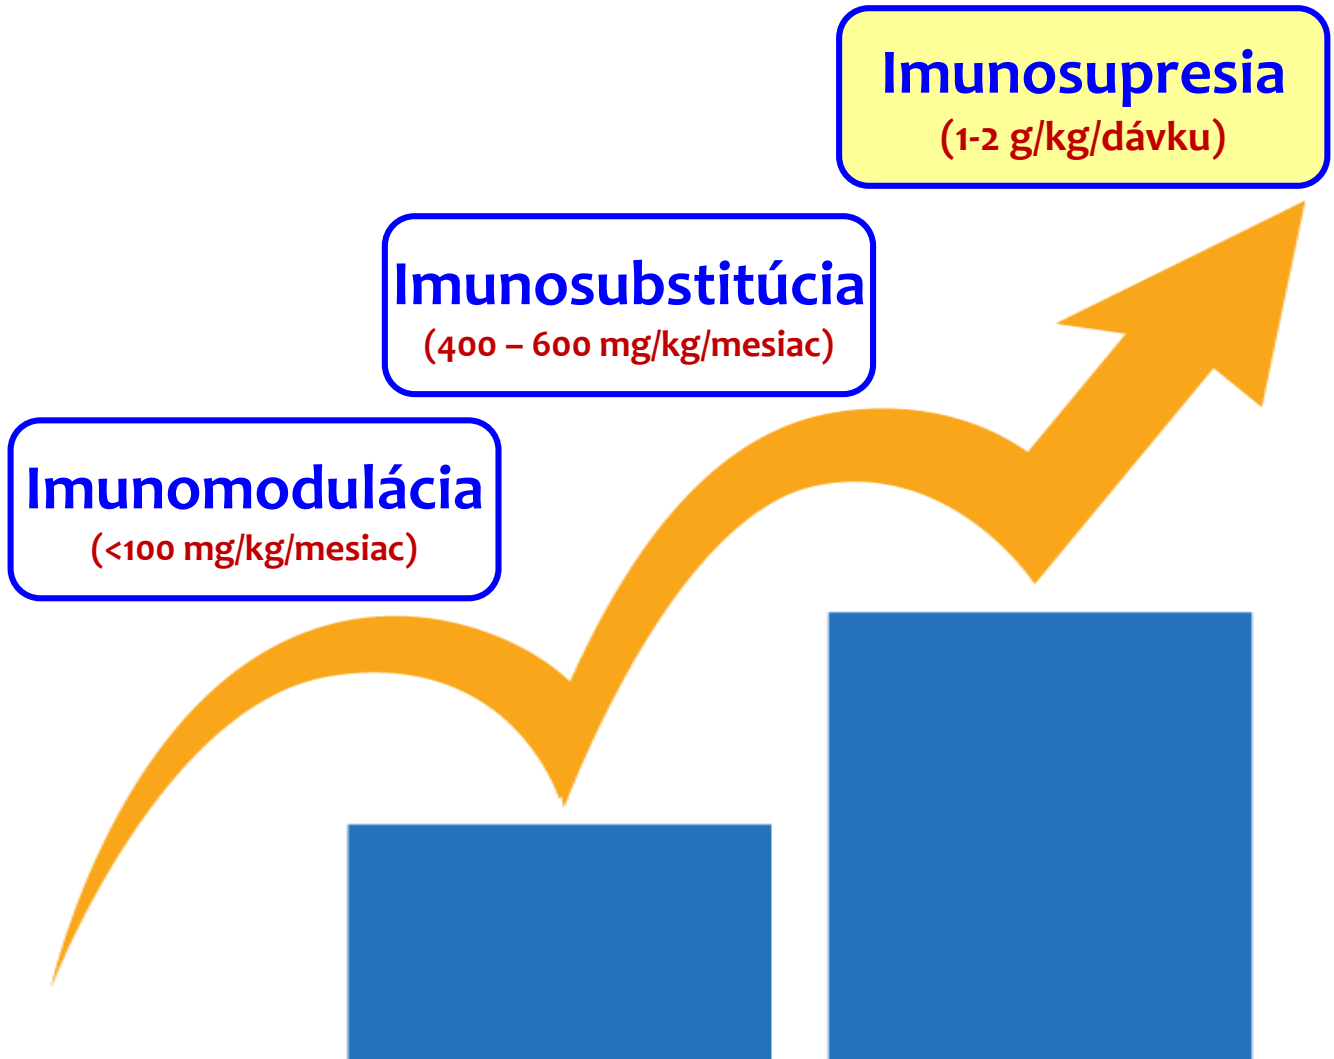 Imunosupresia
(1-2 g/kg/dávku)
Imunosubstitúcia
(400 – 600 mg/kg/mesiac)
Imunomodulácia
(<100 mg/kg/mesiac)